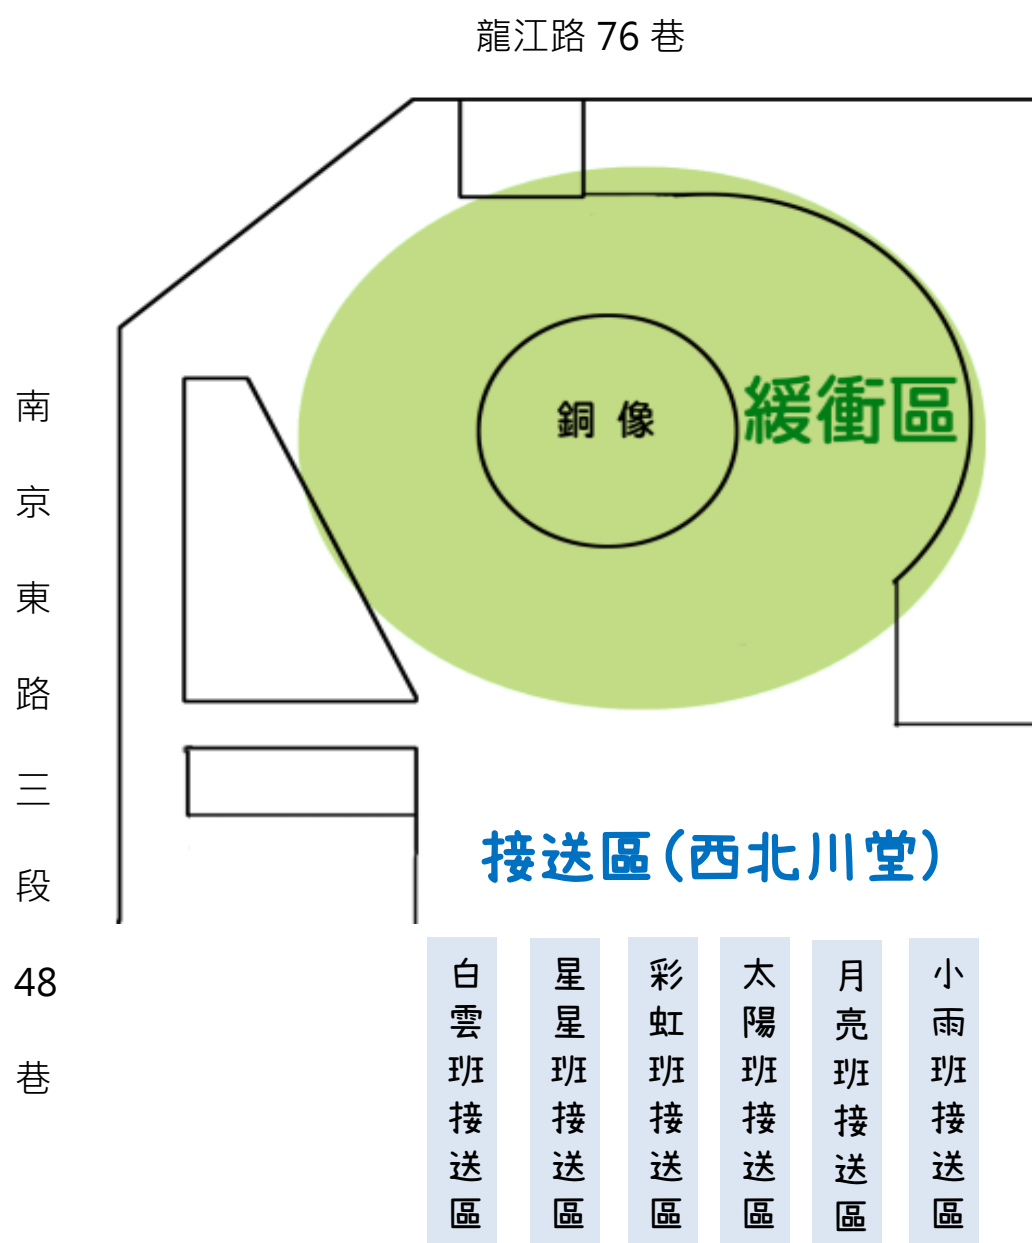 龍江路 76 巷
南京東路三段 48 巷
銅 像
緩衝區
接送區(西北川堂)
白雲班接送區
星星班接送區
彩虹班接送區
太陽班接送區
月亮班接送區
小雨班接送區